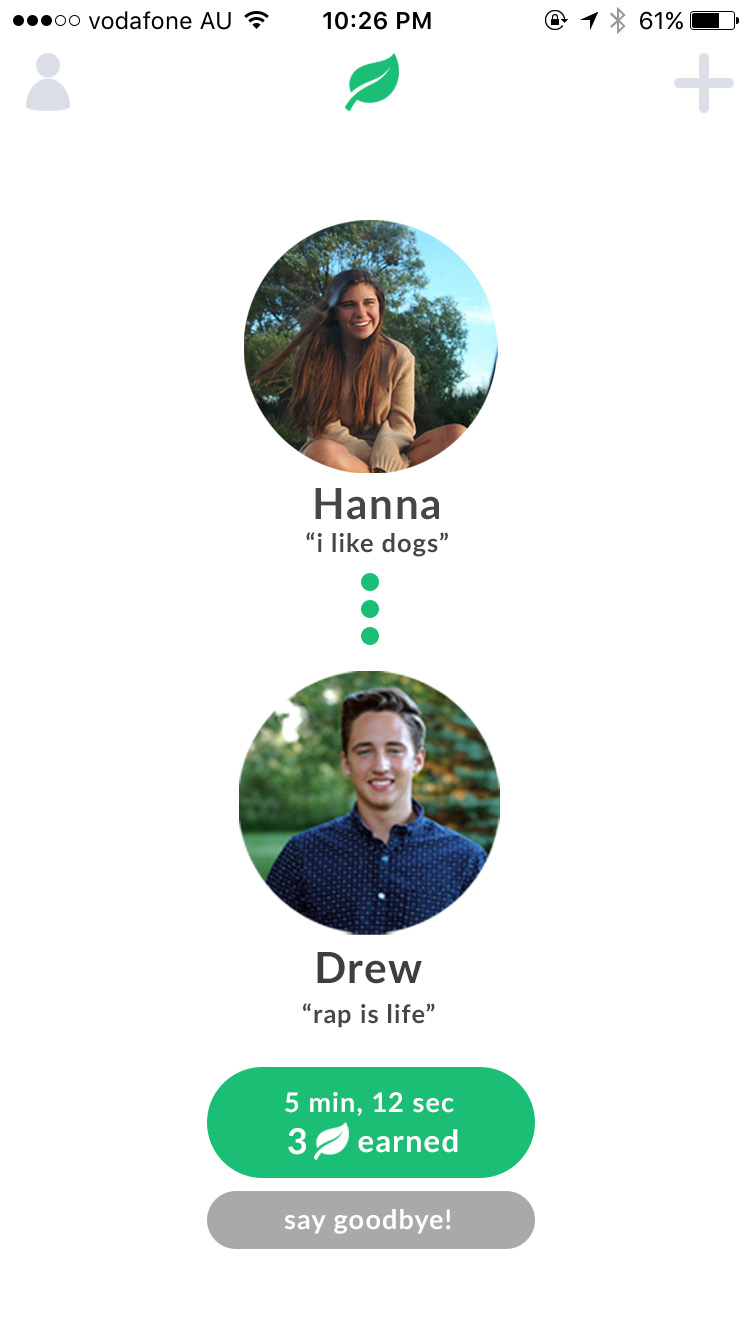 vodafone AU 10:26 PM 61%
Hanna
“i like dogs”
Drew
“rap is life”
5 min, 12 sec
3 earned
say goodbye!